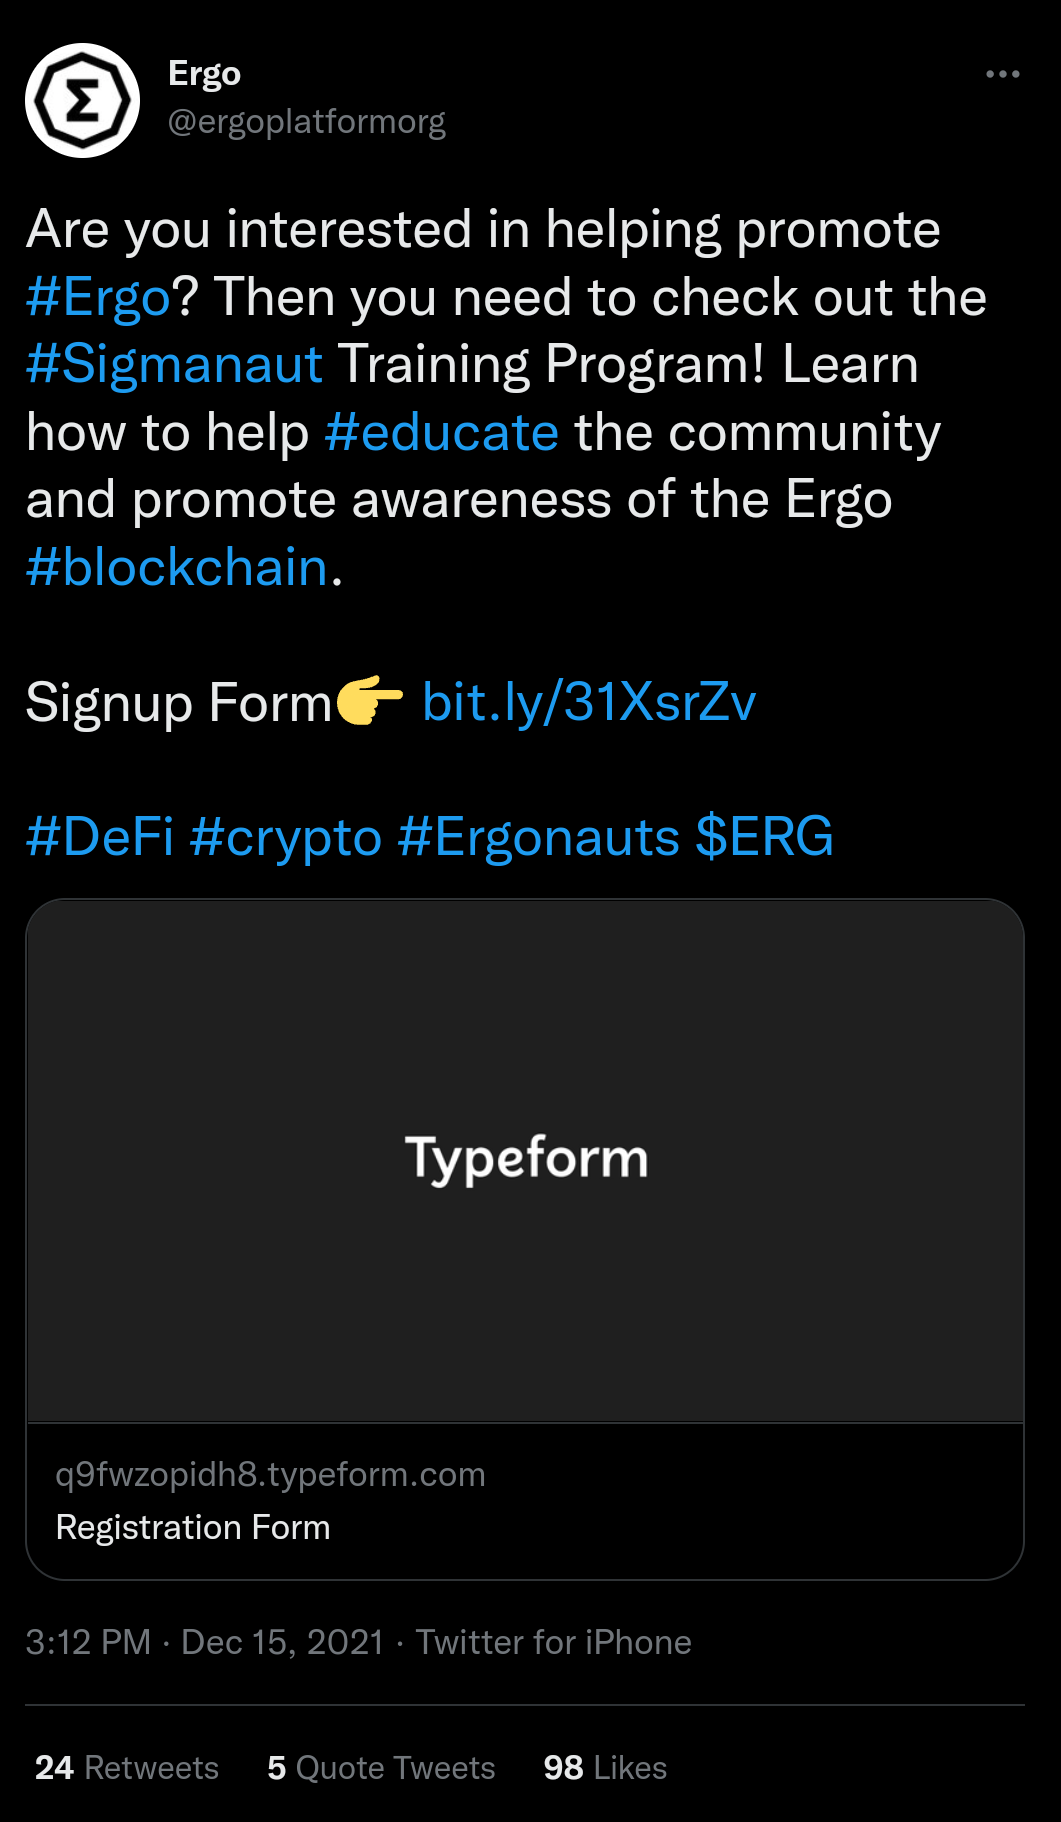 Ergo
@ergoplatformorg
Are you interested in helping promote
#Ergo? Then you need to check out the
#Sigmanaut Training Program! Learn
how to help #educate the community
and promote awareness of the Ergo
#blockchain.
Signup Form👉 bit.ly/31XsrZv
#DeFi #crypto #Ergonauts $ERG
Typeform
q9fwzopidh8.typeform.com
Registration Form
3:12 PM · Dec 15, 2021 · Twitter for iPhone
24 Retweets 5 Quote Tweets 98 Likes